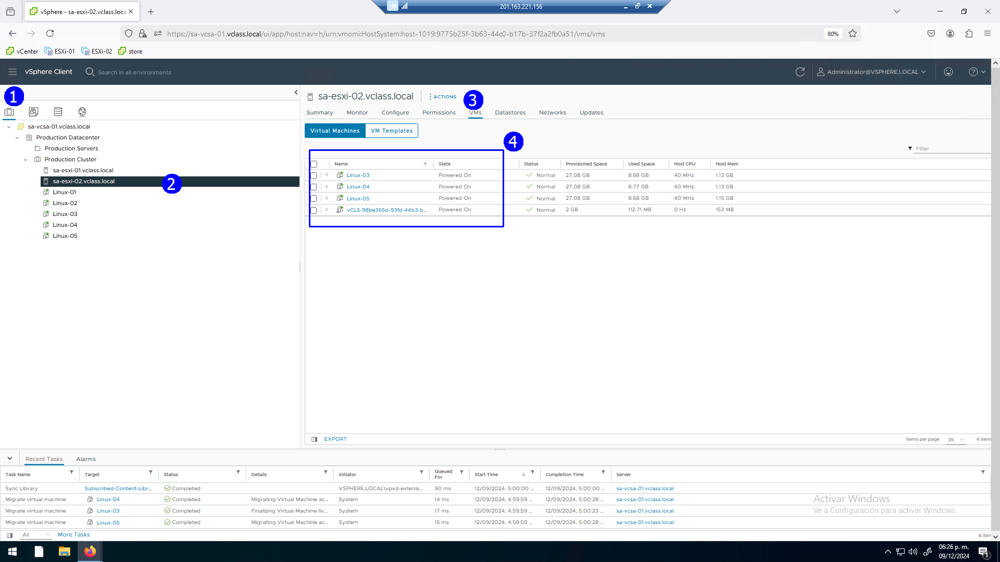 vSphere - sa-esxi-02.vclass.loca
201.163.221.156
https://sa-vcsa-01.vclass.local/ui/app/host;nav=h/urn:vmomi:HostSystem:host-1019:9775b25f-3b63-44c0-b17b-37f2a2fb0a51/vms/vms
80%
vCenter ESXi-01 ESXi-02 store
vSphere Client Search in all environments Administrator@VSPHERE.LOCAL
1
sa-vcsa-01.vclass.local
Production Datacenter
Production Servers
Production Cluster
sa-esxi-01.vclass.local
sa-esxi-02.vclass.local
2
Linux-01
Linux-02
Linux-03
Linux-04
Linux-05
sa-esxi-02.vclass.local ACTIONS
3
Summary Monitor Configure Permissions VMs Datastores Networks Updates
Virtual Machines VM Templates
4
Filter
Name State Status Provisioned Space Used Space Host CPU Host Mem
Linux-03 Powered On Normal 27.08 GB 8.68 GB 40 MHz 1.13 GB
Linux-04 Powered On Normal 27.08 GB 8.77 GB 40 MHz 1.13 GB
Linux-05 Powered On Normal 27.08 GB 8.68 GB 40 MHz 1.15 GB
vCLS-98be365d-93fd-44b3-b... Powered On Normal 2 GB 112.71 MB 0 Hz 153 MB
EXPORT Items per page 35 4 items
Recent Tasks Alarms
Task Name Target Status Details Initiator Queued For Start Time Completion Time Server
Sync Library Subscribed-Content-Libr... Completed VSPHERE.LOCAL\vpxd-extensi... 90 ms 12/09/2024, 5:00:00 ... 12/09/2024, 5:00:00 ... sa-vcsa-01.vclass.local
Migrate virtual machine Linux-04 Completed Migrating Virtual Machine ac... System 14 ms 12/09/2024, 4:59:59 ... 12/09/2024, 5:00:28 ... sa-vcsa-01.vclass.local
Migrate virtual machine Linux-03 Completed Finalizing Virtual Machine liv... System 17 ms 12/09/2024, 4:59:59 ... 12/09/2024, 5:00:23 ... sa-vcsa-01.vclass.local
Migrate virtual machine Linux-05 Completed Migrating Virtual Machine ac... System 15 ms 12/09/2024, 4:59:59 ... 12/09/2024, 5:00:28 ... sa-vcsa-01.vclass.local
Activar Windows
Ve a Configuración para activar Windows.
All More Tasks 8 item
06:26 p. m.
09/12/2024
1